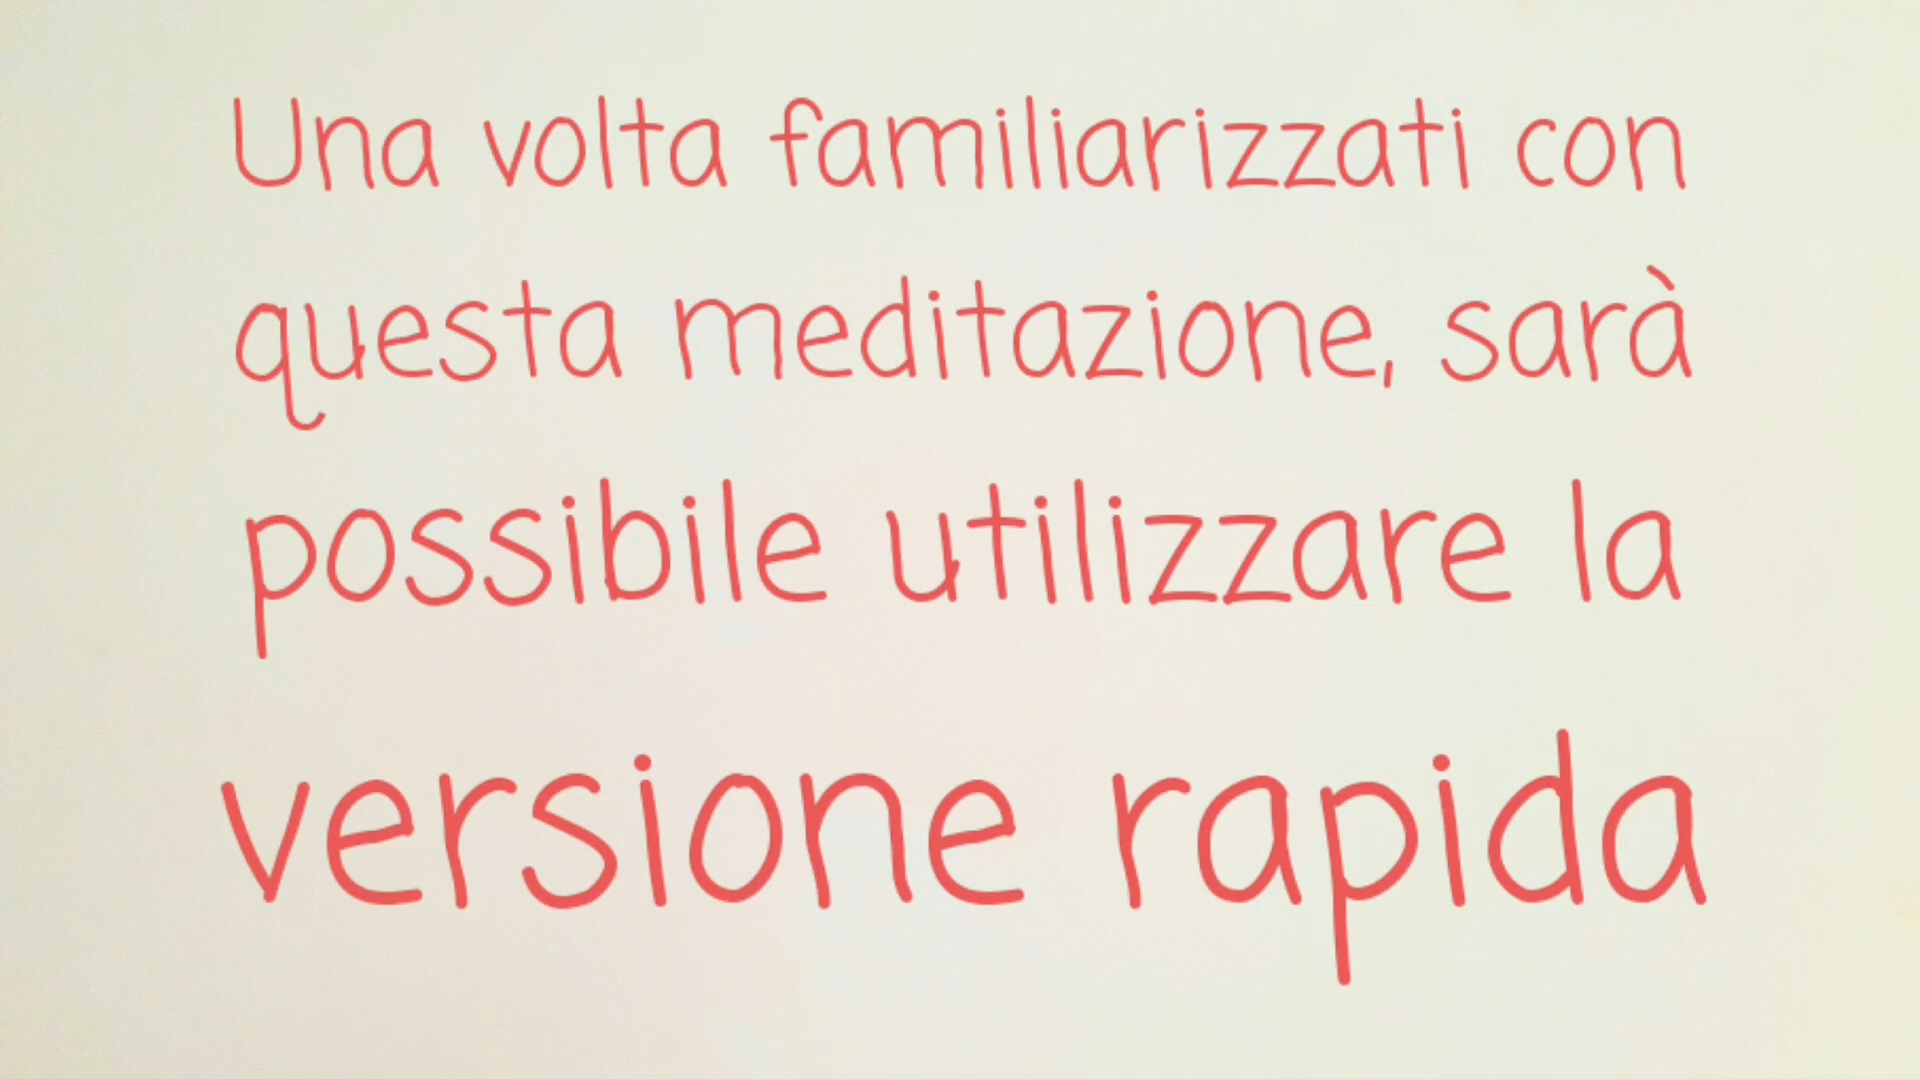 Una volta familiarizzati con
questa meditazione, sarà
possibile utilizzare la
versione rapida